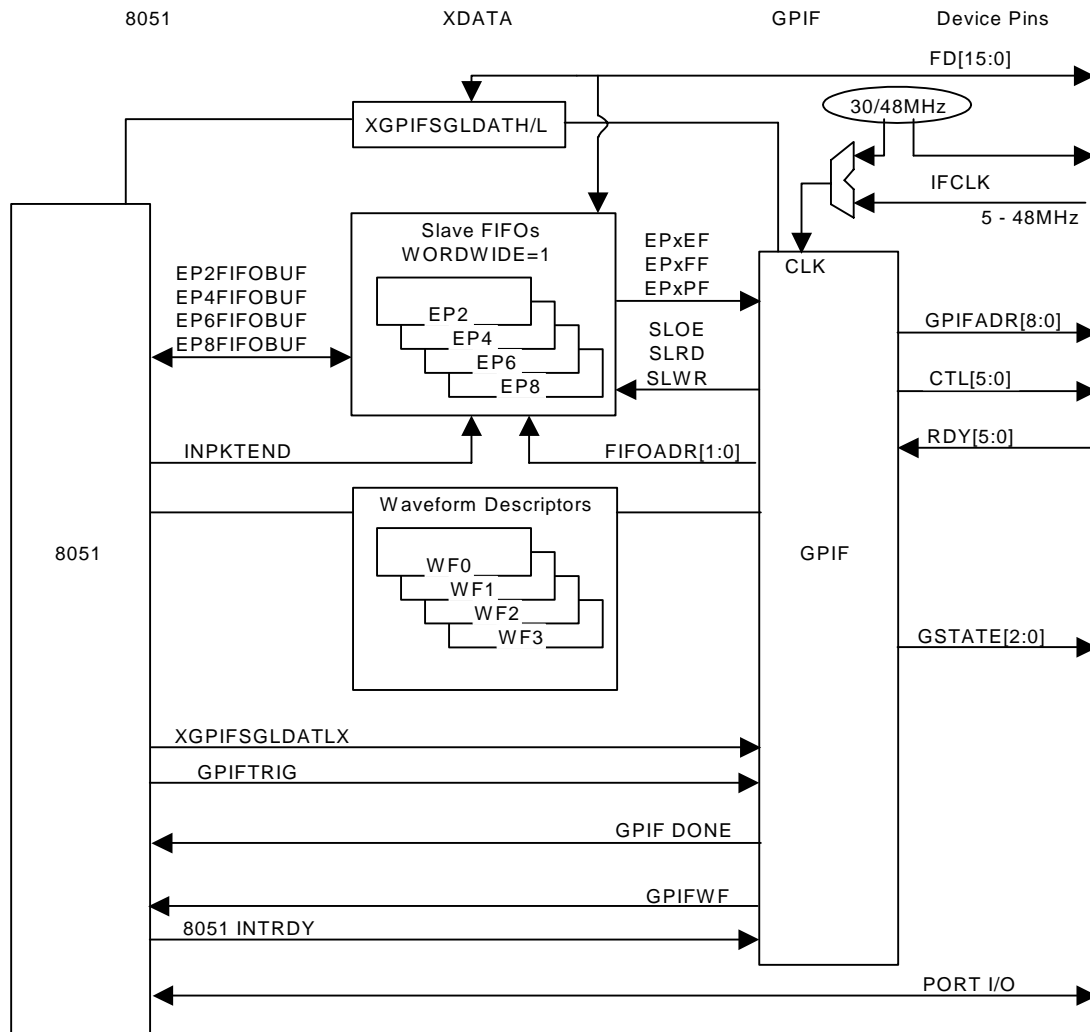 8051 XDATA GPIF Device Pins
FD[15:0]
30/48MHz
XGPIFSGLDATH/L
IFCLK
5 - 48MHz
Slave FIFOs
WORDWIDE=1
EP2
EP4
EP6
EP8
EP2FIFOBUF
EP4FIFOBUF
EP6FIFOBUF
EP8FIFOBUF
EPxEF
EPxFF
EPxPF
SLOE
SLRD
SLWR
CLK
GPIFADR[8:0]
CTL[5:0]
RDY[5:0]
INPKTEND
FIFOADR[1:0]
Waveform Descriptors
WF0
WF1
WF2
WF3
8051
GPIF
GSTATE[2:0]
XGPIFSGLDATLX
GPIFTRIG
GPIF DONE
GPIFWF
8051 INTRDY
PORT I/O